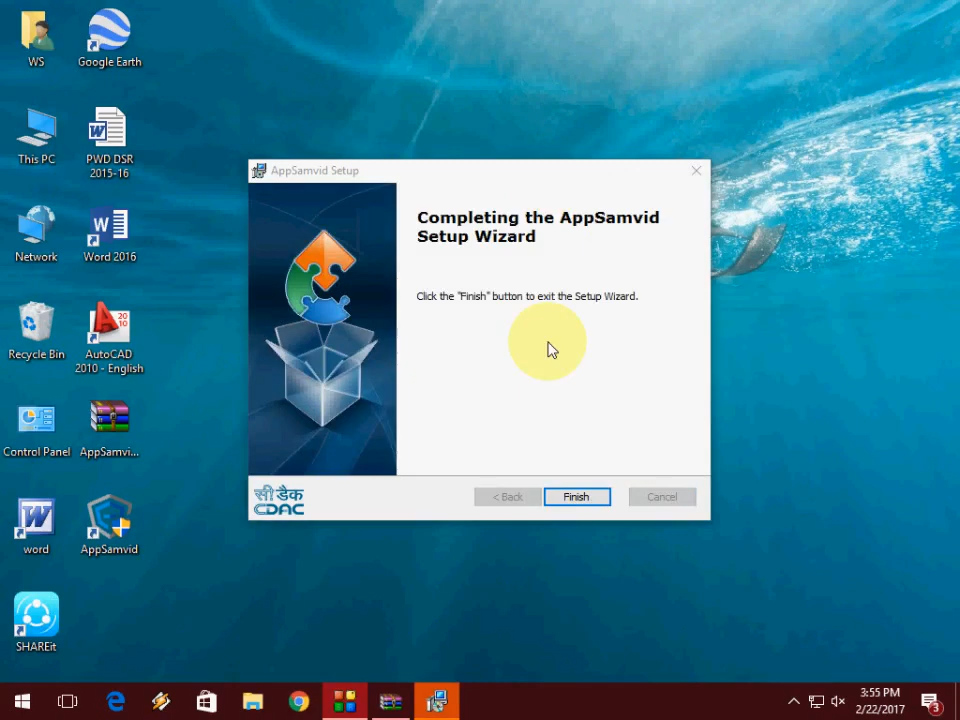 WS
Google Earth
This PC
PWD DSR
2015-16
Network
Word 2016
Recycle Bin
2010
AutoCAD
2010 - English
Control Panel
AppSamvi...
word
AppSamvid
SHAREit
AppSamvid Setup
Completing the AppSamvid
Setup Wizard
Click the "Finish" button to exit the Setup Wizard.
सी डैक
CDAC
< Back
Finish
Cancel
3:55 PM
2/22/2017
3